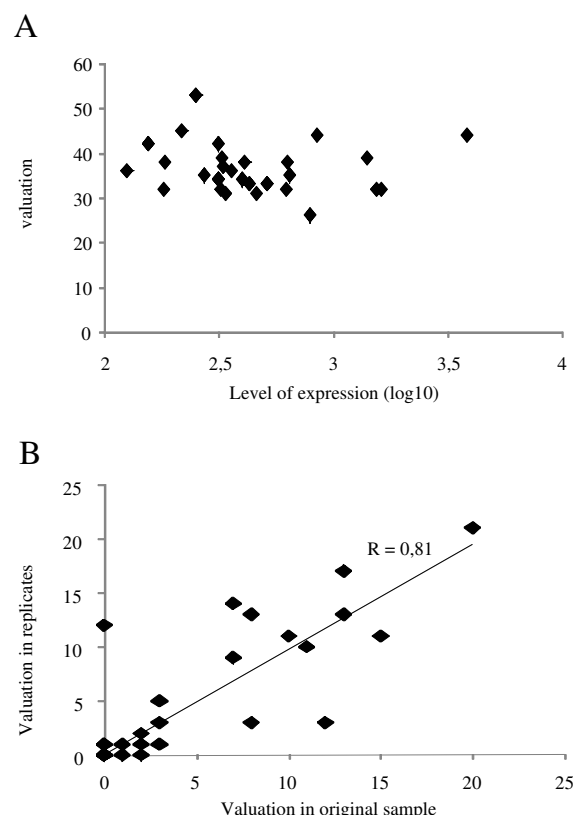 A
60
50
40
30
20
10
0
valuation
2 2,5 3 3,5 4
Level of expression (log10)
B
25
20
15
10
5
0
Valuation in replicates
R = 0,81
0 5 10 15 20 25
Valuation in original sample